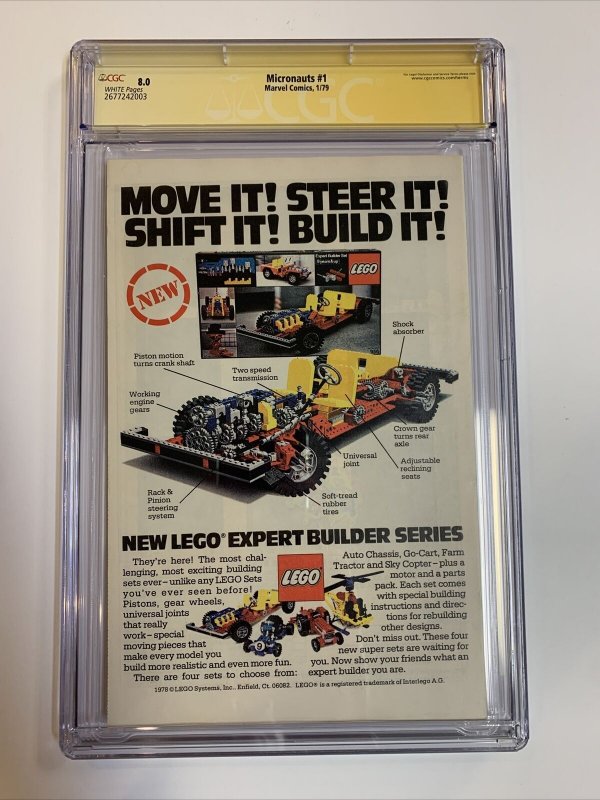 CGC 8.0
WHITE Pages
2677242003
Micronauts #1
Marvel Comics, 1/79
www.cgccomics.com/terms
CGC
MOVE IT! STEER IT!
SHIFT IT! BUILD IT!
NEW
Expert Builder Set
LEGO
Shock
absorber
Piston motion
turns crank shaft
Two speed
transmission
Working
engine
gears
Crown gear
turns rear
axle
Universal
joint
Adjustable
reclining
seats
Rack &
Pinion
steering
system
Soft-tread
rubber
tires
NEW LEGO® EXPERT BUILDER SERIES
They're here! The most chal-
lenging, most exciting building
sets ever–unlike any LEGO Sets
you've ever seen before!
Pistons, gear wheels,
universal joints
that really
work–special
moving pieces that
make every model you
build more realistic and even more fun.
There are four sets to choose from:
LEGO
9
Auto Chassis, Go-Cart, Farm
Tractor and Sky Copter–plus a
motor and a parts
pack. Each set comes
with special building
instructions and direc-
tions for rebuilding
other designs.
Don't miss out. These four
new super sets are waiting for
you. Now show your friends what an
expert builder you are.
1978 © LEGO Systems, Inc., Enfield, Ct. 06082. LEGO® is a registered trademark of Interlego A.G.